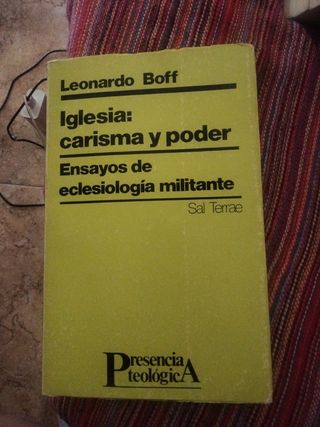 Leonardo Boff
Iglesia:
carisma y poder
Ensayos de
eclesiología militante
Sal Terrae
Presencia
teológicA